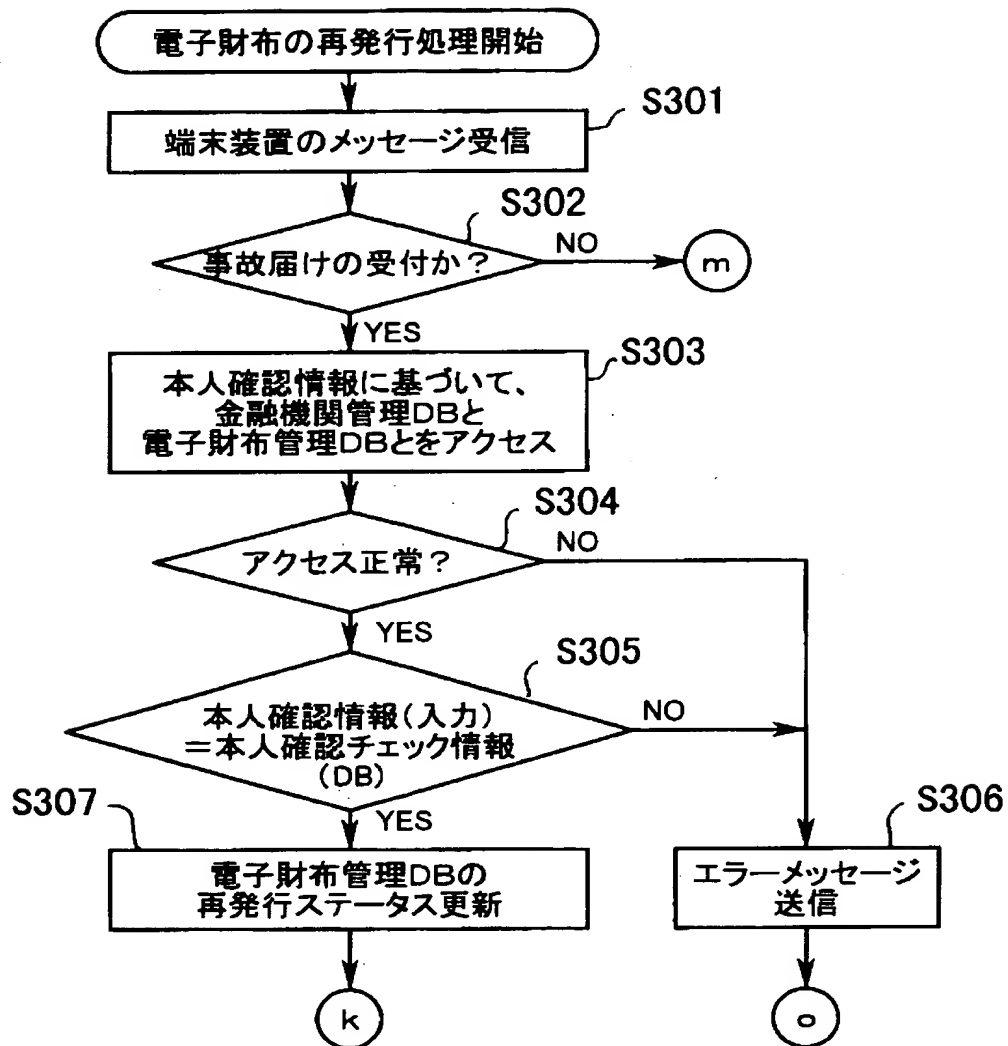 電子財布の再発行処理開始
S301
端末装置のメッセージ受信
S302
事故届けの受付か?
NO
m
YES
S303
本人確認情報に基づいて、
金融機関管理DBと
電子財布管理DBとをアクセス
S304
アクセス正常?
NO
YES
S305
本人確認情報(入力)
=本人確認チェック情報
(DB)
NO
YES
S307
電子財布管理DBの
再発行ステータス更新
S306
エラーメッセージ
送信
k
o